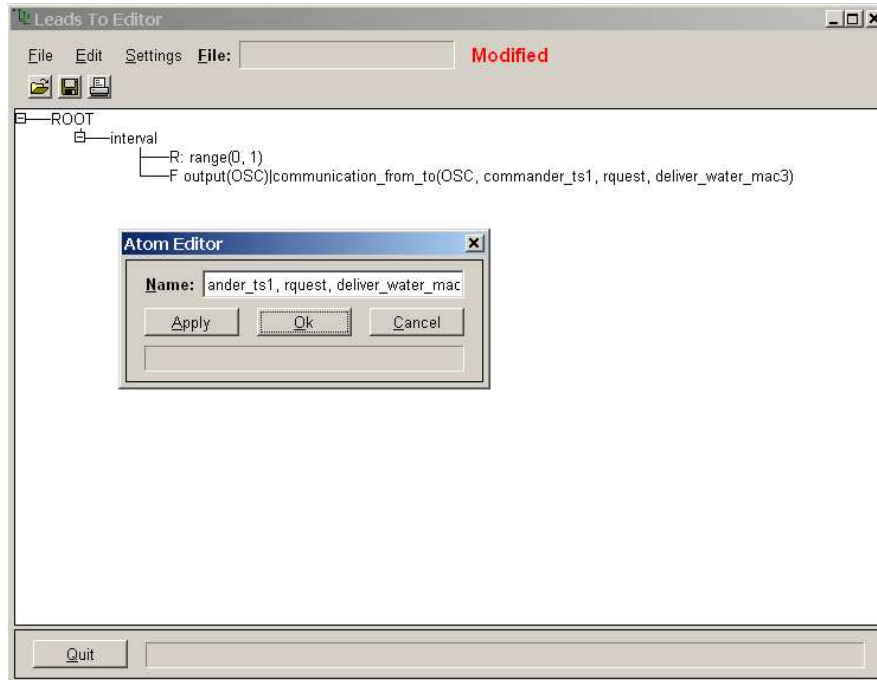 Leads To Editor
File Edit Settings File: Modified
ROOT
interval
R: range(0, 1)
F output(OSC)|communication_from_to(OSC, commander_ts1, rquest, deliver_water_mac3)
Atom Editor
Name: ander_ts1, rquest, deliver_water_mac
Apply Ok Cancel
Quit